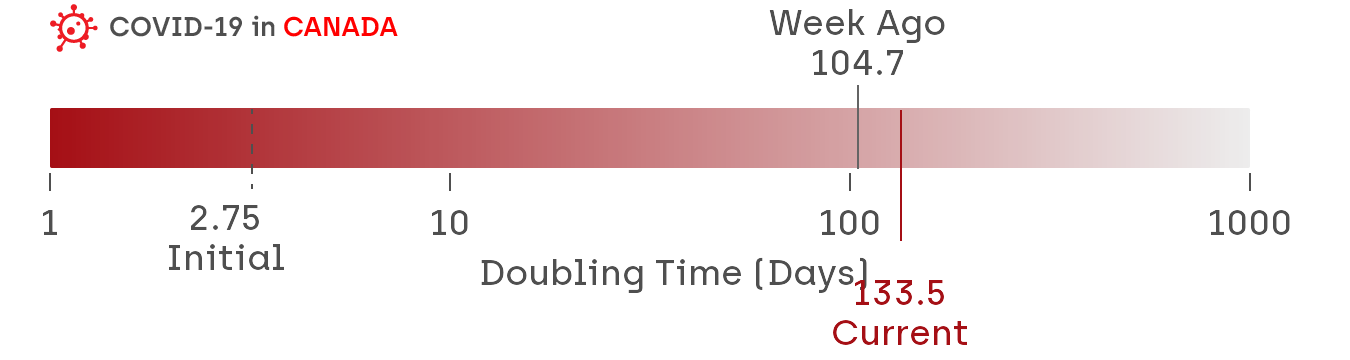 COVID-19 in CANADA
Week Ago
104.7
1
10
100
1000
2.75
Initial
Doubling Time (Days)
133.5
Current